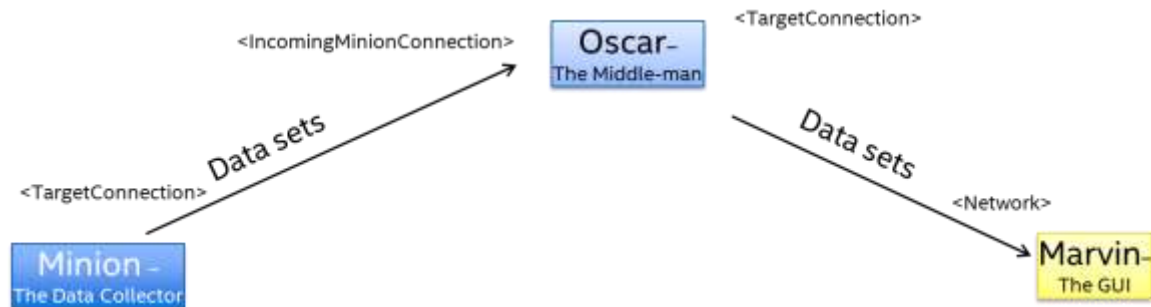 <TargetConnection>
<IncomingMinionConnection>
Oscar–
The Middle-man
Data sets
Data sets
<TargetConnection>
<Network>
Minion –
The Data Collector
Marvin–
The GUI